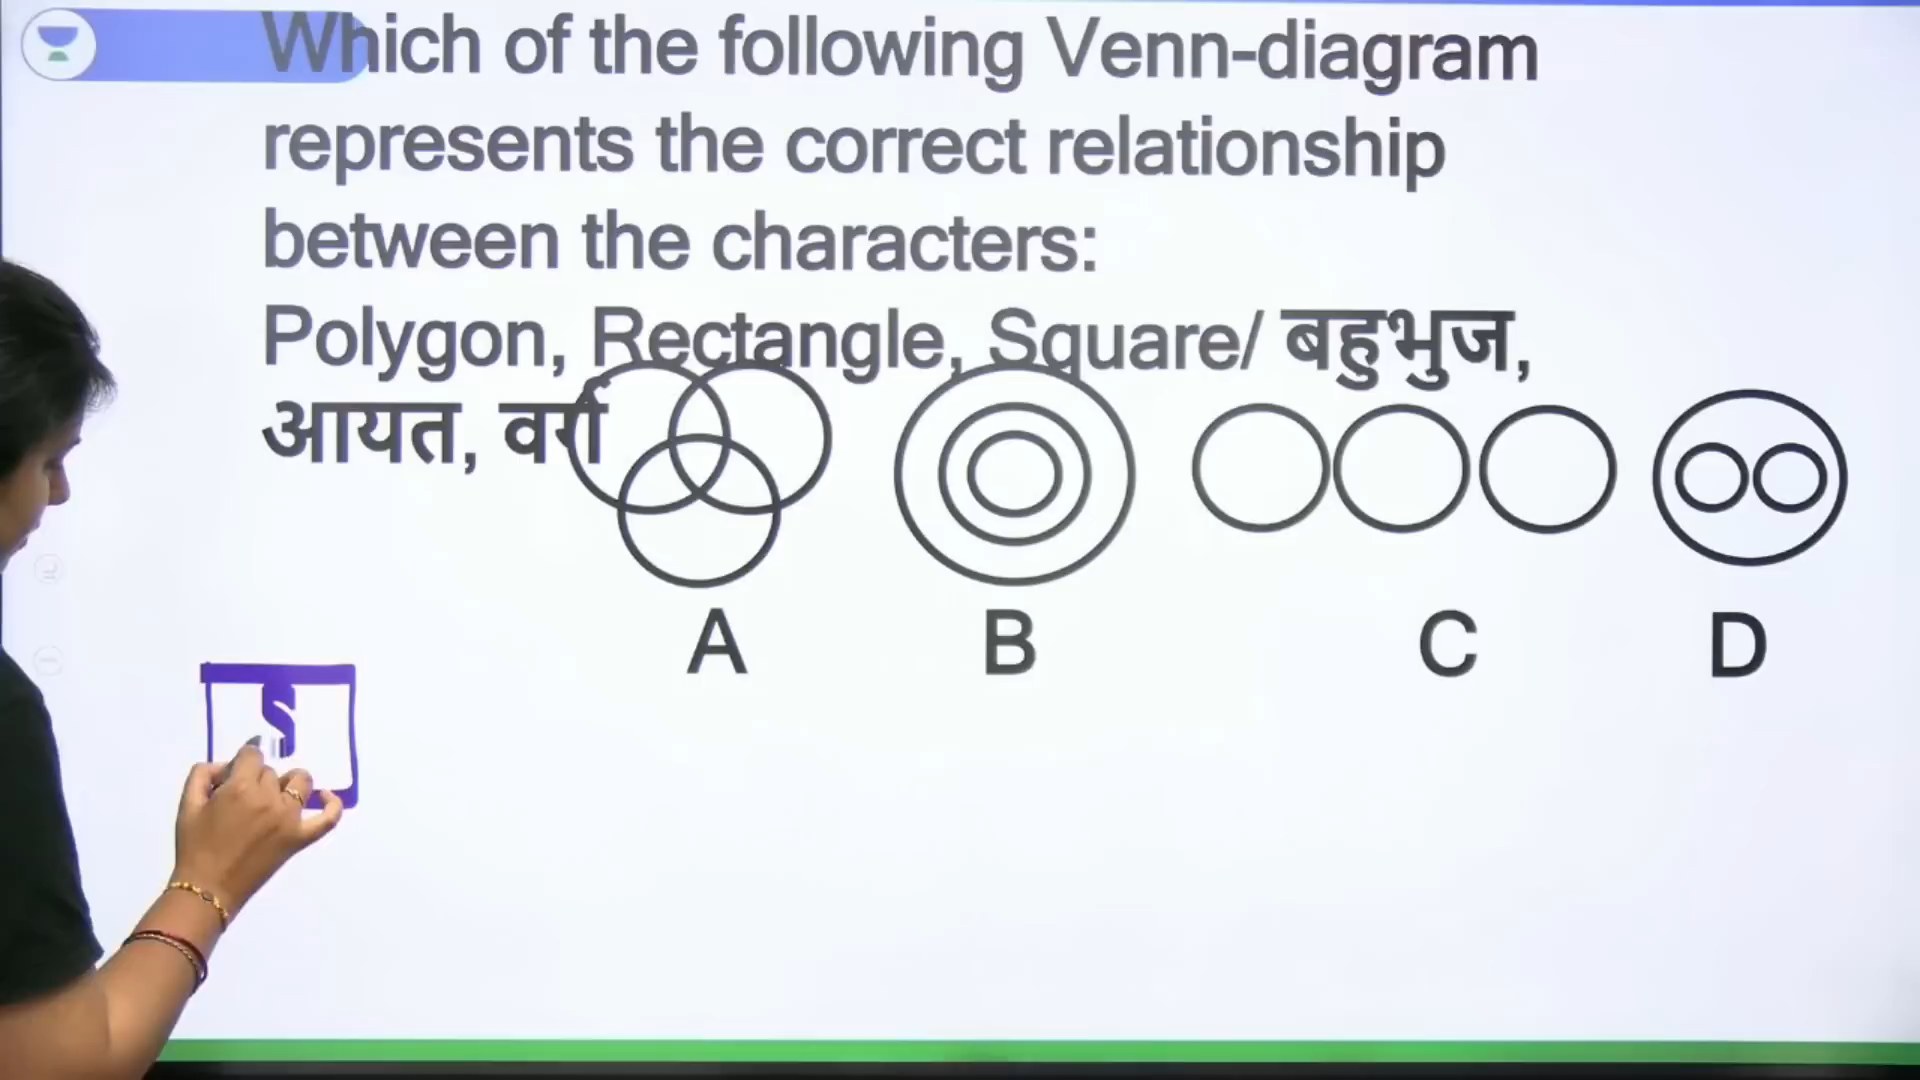 Which of the following Venn-diagram
represents the correct relationship
between the characters:
Polygon, Rectangle, Square/ बहुभुज,
आयत, वर्ग
A B C D
S